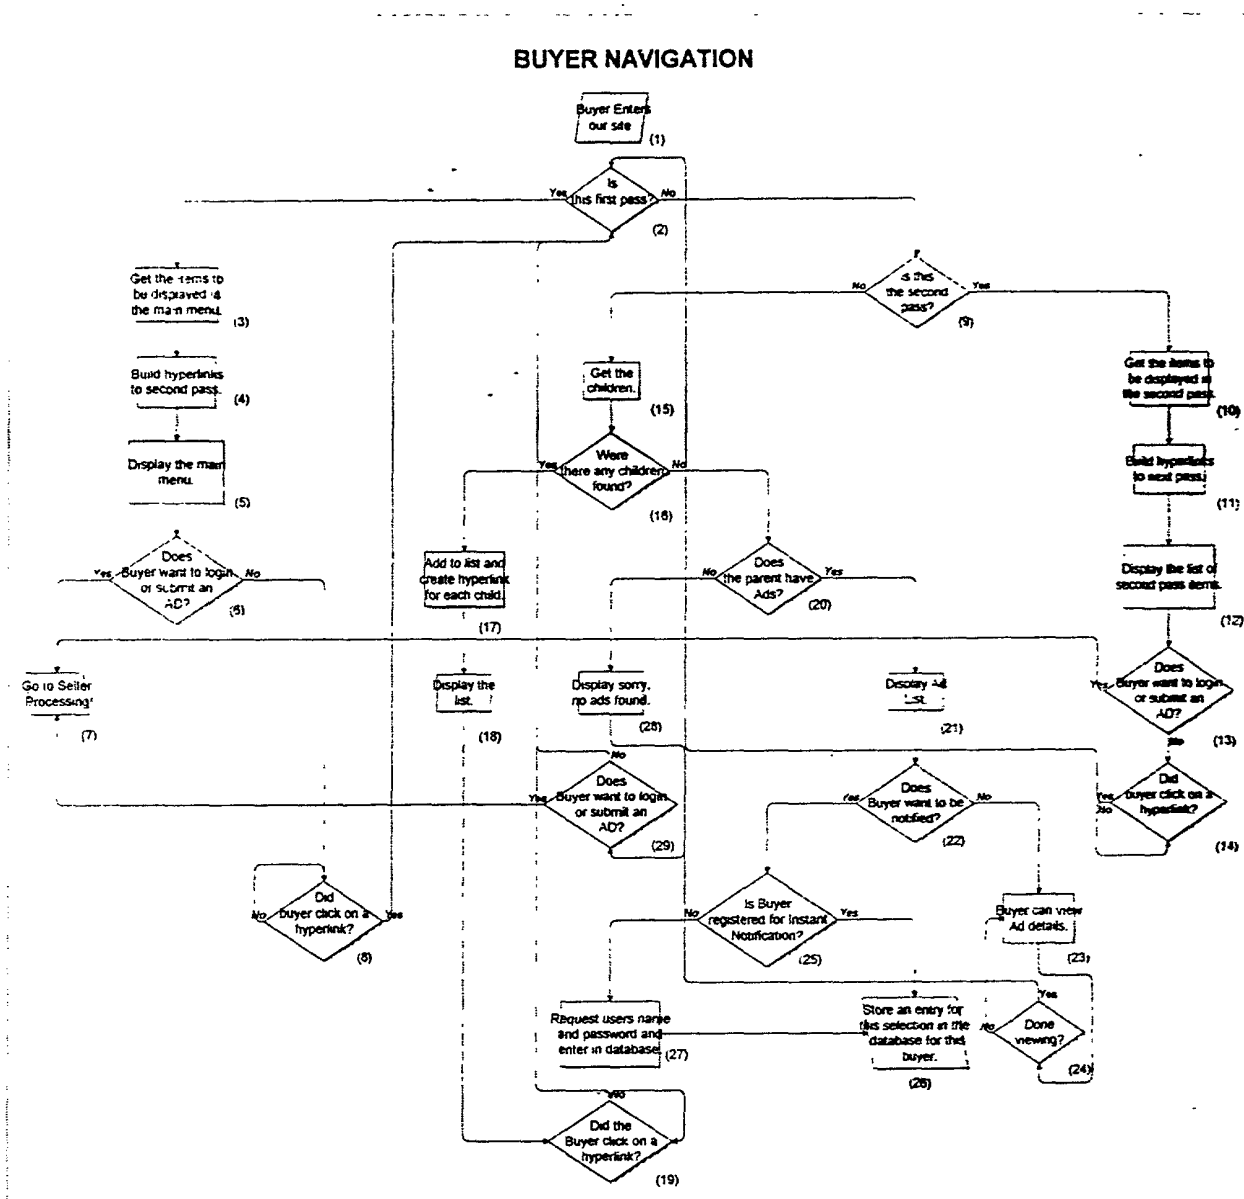 BUYER NAVIGATION
Buyer Enters
our site
(1)
Is
this first pass?
Yes
No
(2)
Get the items to
be displayed in
the main menu.
(3)
Build hyperlinks
to second pass.
(4)
Display the main
menu.
(5)
Does
Buyer want to login
or submit an
AD?
Yes
No
(6)
Go to Seller
Processing
(7)
Did
buyer click on a
hyperlink?
No
Yes
(8)
Is this
the second
pass?
No
Yes
(9)
Get the items to
be displayed in
the second pass.
(10)
Build hyperlinks
to next pass.
(11)
Display the list of
second pass items.
(12)
Does
Buyer want to login
or submit an
AD?
Yes
No
(13)
Did
buyer click on a
hyperlink?
Yes
No
(14)
Get the
children.
(15)
Were
there any children
found?
Yes
No
(16)
Add to list and
create hyperlink
for each child.
(17)
Display the
list.
(18)
Did the
Buyer click on a
hyperlink?
No
(19)
Does
the parent have
Ads?
No
Yes
(20)
Display Ad
List.
(21)
Does
Buyer want to be
notified?
Yes
No
(22)
Buyer can view
Ad details.
(23)
Done
viewing?
Yes
No
(24)
Is Buyer
registered for Instant
Notification?
No
Yes
(25)
Store an entry for
this selection in the
database for this
buyer.
(26)
Request users name
and password and
enter in database
(27)
Display sorry,
no ads found.
(28)
Does
Buyer want to login
or submit an
AD?
No
Yes
(29)